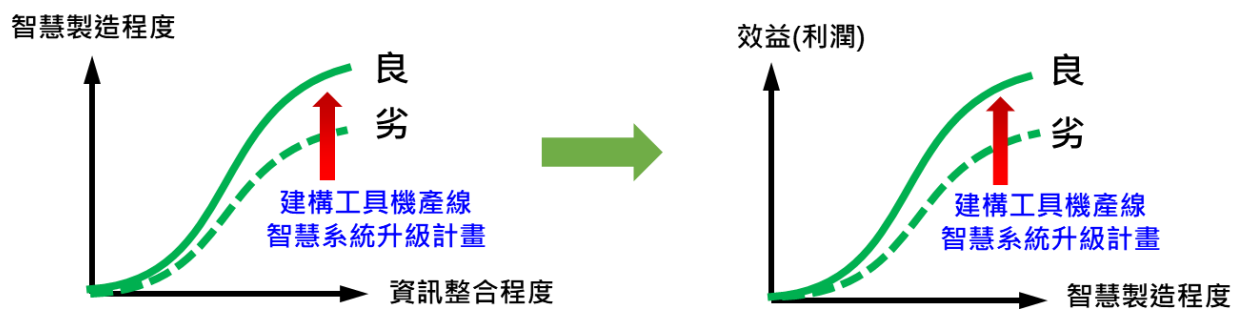 智慧製造程度
良
劣
建構工具機產線
智慧系統升級計畫
資訊整合程度
效益(利潤)
良
劣
建構工具機產線
智慧系統升級計畫
智慧製造程度